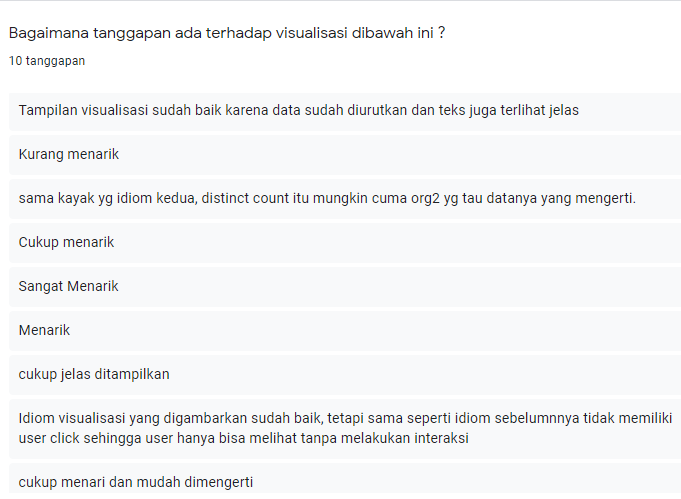 Bagaimana tanggapan ada terhadap visualisasi dibawah ini ?
10 tanggapan
Tampilan visualisasi sudah baik karena data sudah diurutkan dan teks juga terlihat jelas
Kurang menarik
sama kayak yg idiom kedua, distinct count itu mungkin cuma org2 yg tau datanya yang mengerti.
Cukup menarik
Sangat Menarik
Menarik
cukup jelas ditampilkan
Idiom visualisasi yang digambarkan sudah baik, tetapi sama seperti idiom sebelumnnya tidak memiliki
user click sehingga user hanya bisa melihat tanpa melakukan interaksi
cukup menari dan mudah dimengerti